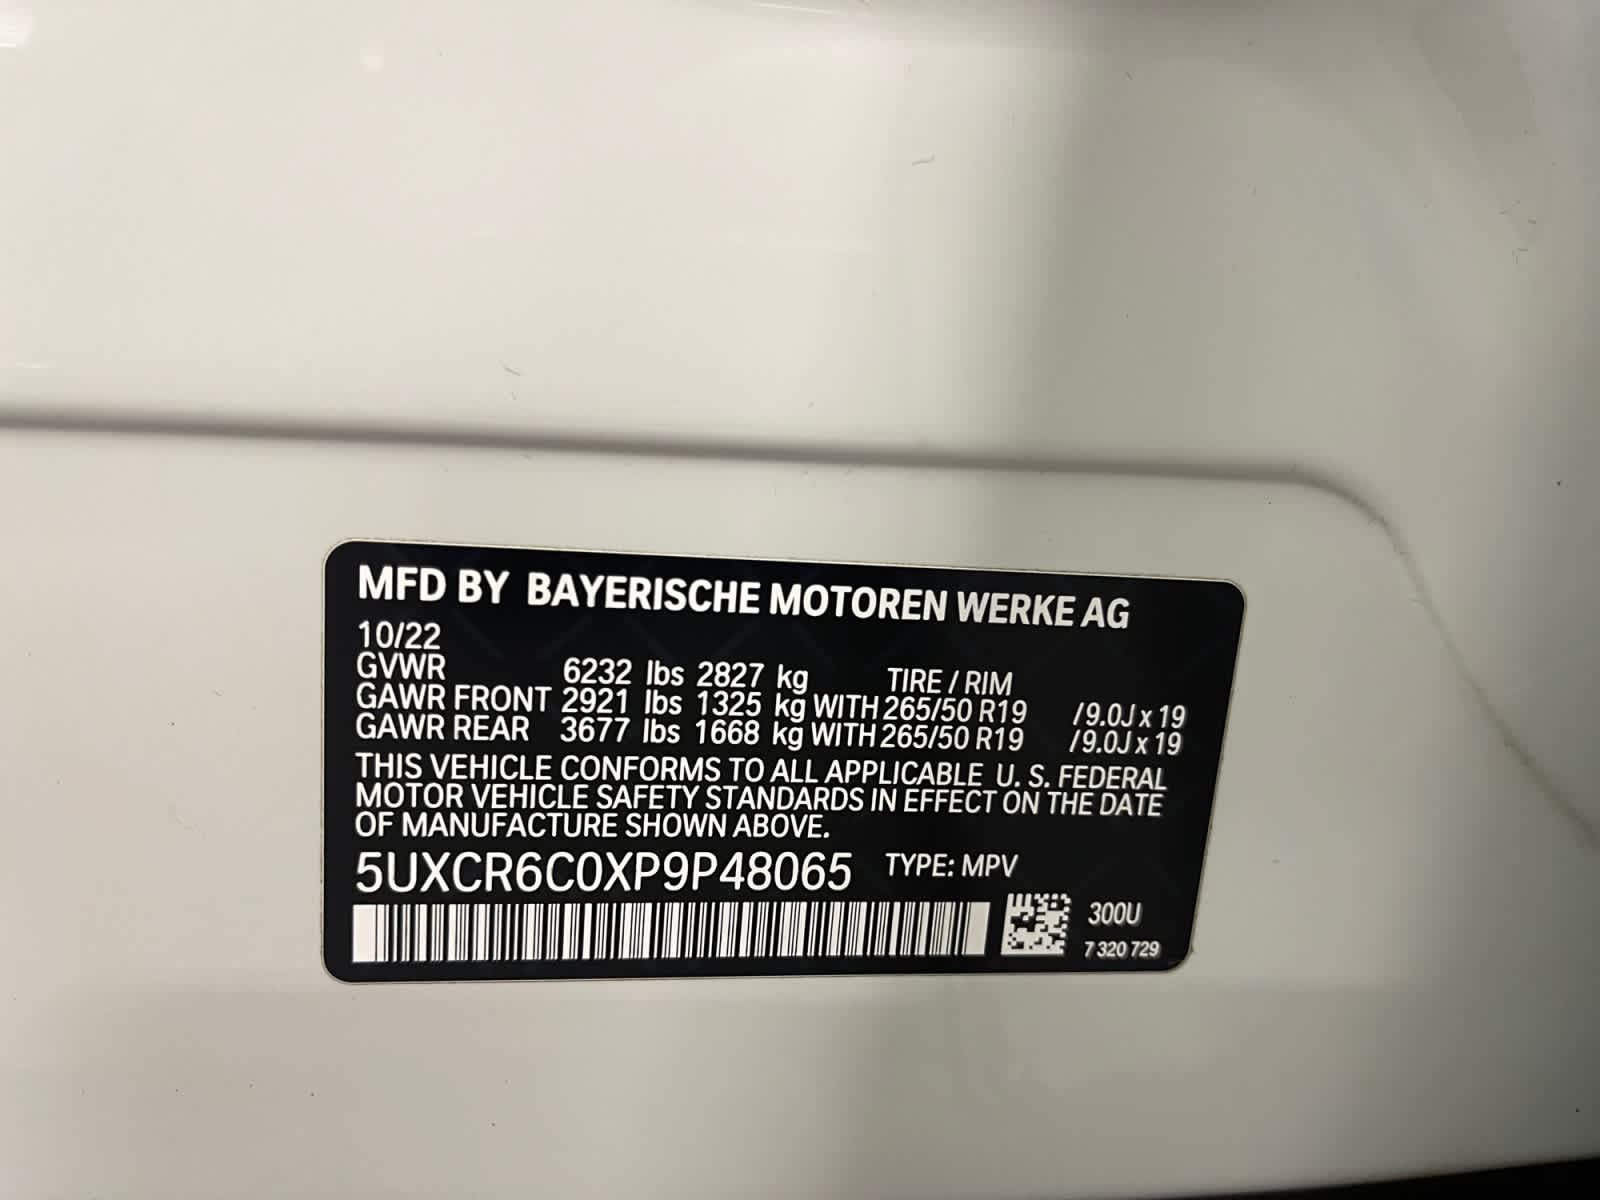 MFD BY BAYERISCHE MOTOREN WERKE AG
10/22
GVWR 6232 lbs 2827 kg TIRE / RIM
GAWR FRONT 2921 lbs 1325 kg WITH 265/50 R19 /9.0J x 19
GAWR REAR 3677 lbs 1668 kg WITH 265/50 R19 /9.0J x 19
THIS VEHICLE CONFORMS TO ALL APPLICABLE U. S. FEDERAL
MOTOR VEHICLE SAFETY STANDARDS IN EFFECT ON THE DATE
OF MANUFACTURE SHOWN ABOVE.
5UXCR6C0XP9P48065 TYPE: MPV
300U
7 320 729